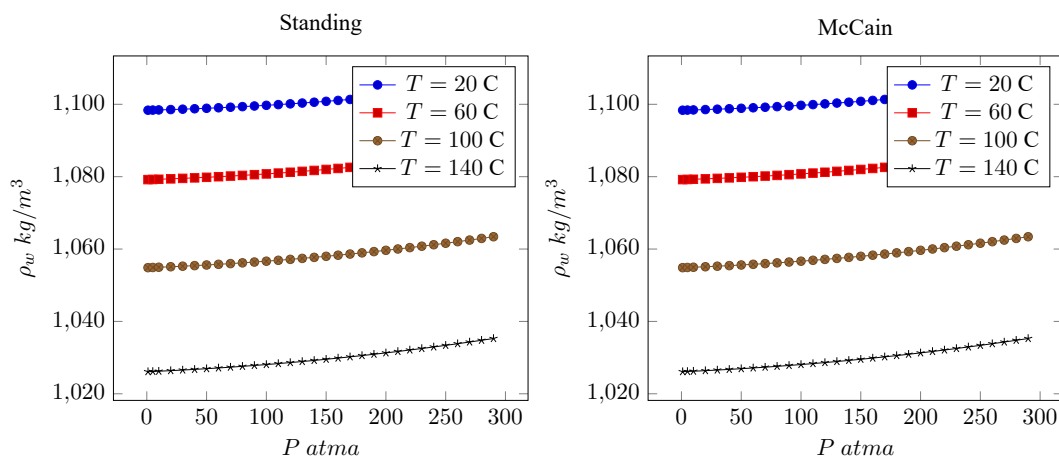 Standing
1,100
1,080
1,060
1,040
1,020
ρ_w kg/m³
0 50 100 150 200 250 300
P atma
T = 20 C
T = 60 C
T = 100 C
T = 140 C
McCain
1,100
1,080
1,060
1,040
1,020
ρ_w kg/m³
0 50 100 150 200 250 300
P atma
T = 20 C
T = 60 C
T = 100 C
T = 140 C